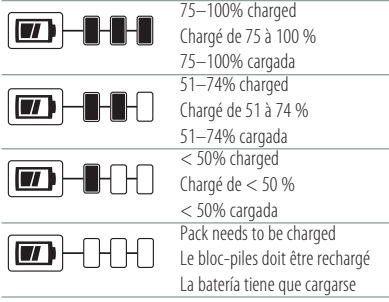 75–100% charged
Chargé de 75 à 100 %
75–100% cargada
51–74% charged
Chargé de 51 à 74 %
51–74% cargada
< 50% charged
Chargé de < 50 %
< 50% cargada
Pack needs to be charged
Le bloc-piles doit être rechargé
La batería tiene que cargarse